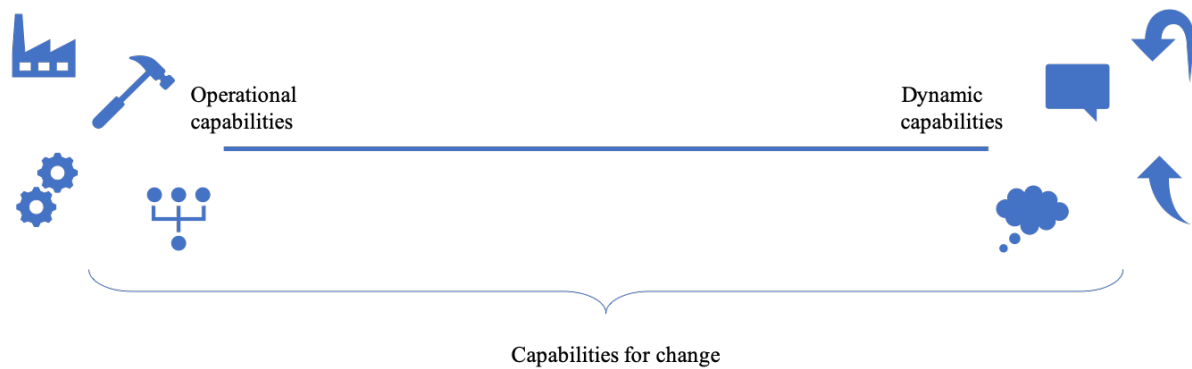 Operational
capabilities
Dynamic
capabilities
Capabilities for change